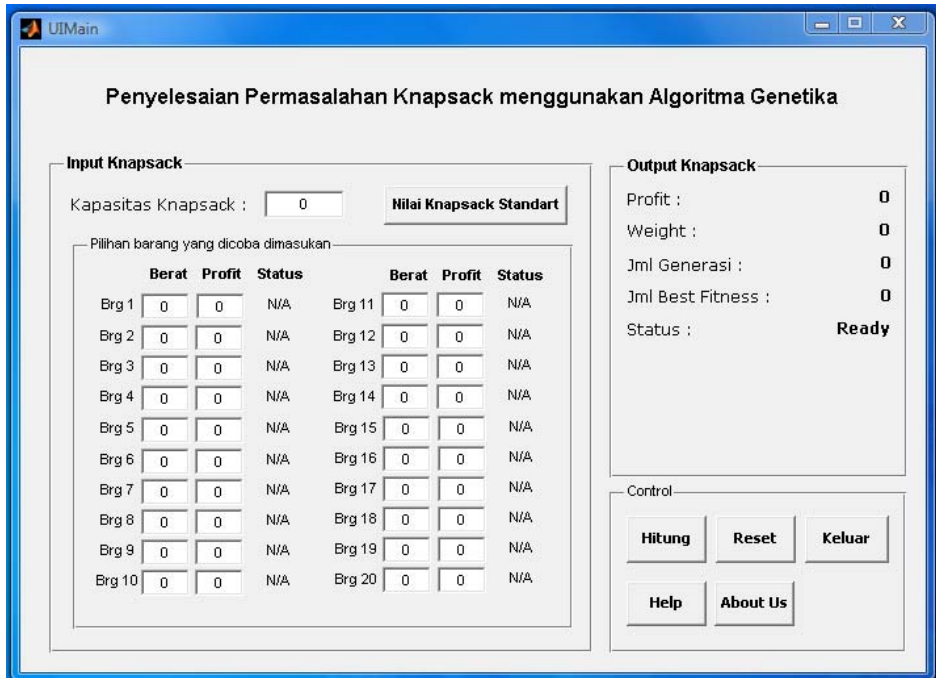 UIMain
Penyelesaian Permasalahan Knapsack menggunakan Algoritma Genetika
Input Knapsack
Kapasitas Knapsack : 0 Nilai Knapsack Standart
Pilihan barang yang dicoba dimasukan
Berat Profit Status Berat Profit Status
Brg 1 0 0 N/A Brg 11 0 0 N/A
Brg 2 0 0 N/A Brg 12 0 0 N/A
Brg 3 0 0 N/A Brg 13 0 0 N/A
Brg 4 0 0 N/A Brg 14 0 0 N/A
Brg 5 0 0 N/A Brg 15 0 0 N/A
Brg 6 0 0 N/A Brg 16 0 0 N/A
Brg 7 0 0 N/A Brg 17 0 0 N/A
Brg 8 0 0 N/A Brg 18 0 0 N/A
Brg 9 0 0 N/A Brg 19 0 0 N/A
Brg 10 0 0 N/A Brg 20 0 0 N/A
Output Knapsack
Profit : 0
Weight : 0
Jml Generasi : 0
Jml Best Fitness : 0
Status : Ready
Control
Hitung Reset Keluar
Help About Us